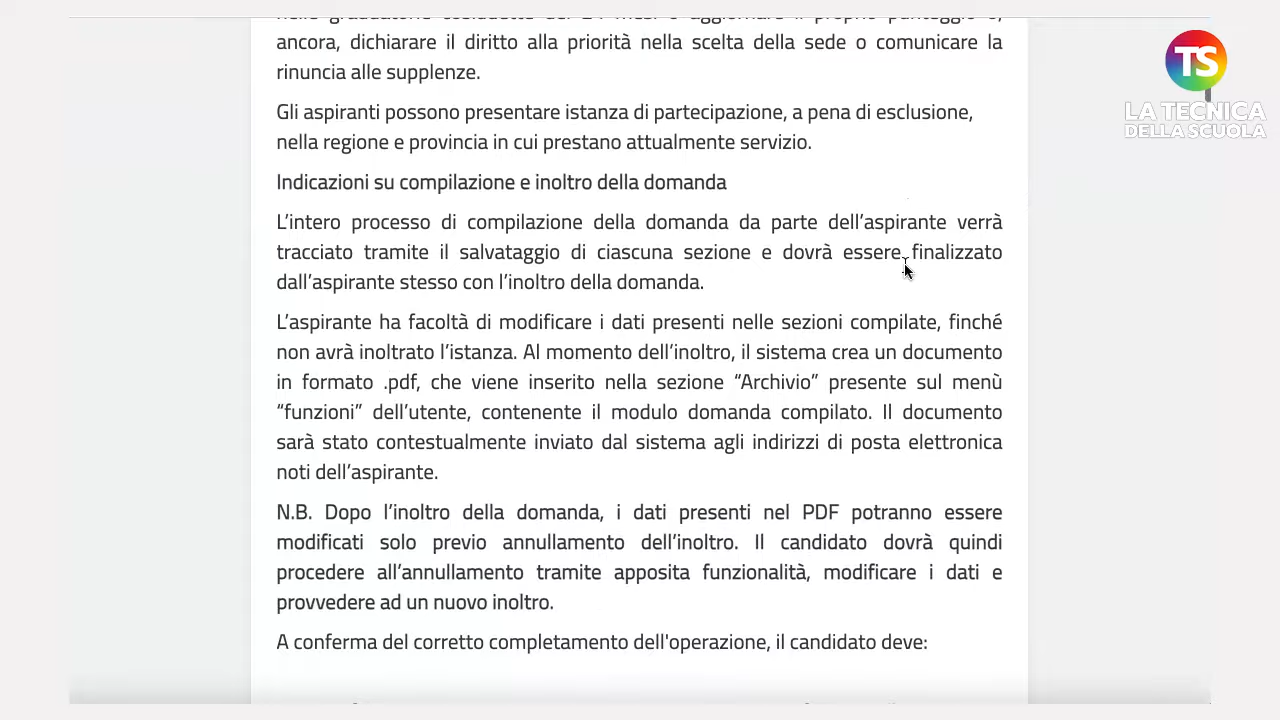 ancora, dichiarare il diritto alla priorità nella scelta della sede o comunicare la
rinuncia alle supplenze.
Gli aspiranti possono presentare istanza di partecipazione, a pena di esclusione,
nella regione e provincia in cui prestano attualmente servizio.
Indicazioni su compilazione e inoltro della domanda
L’intero processo di compilazione della domanda da parte dell’aspirante verrà
tracciato tramite il salvataggio di ciascuna sezione e dovrà essere finalizzato
dall’aspirante stesso con l’inoltro della domanda.
L’aspirante ha facoltà di modificare i dati presenti nelle sezioni compilate, finché
non avrà inoltrato l’istanza. Al momento dell’inoltro, il sistema crea un documento
in formato .pdf, che viene inserito nella sezione “Archivio” presente sul menù
“funzioni” dell’utente, contenente il modulo domanda compilato. Il documento
sarà stato contestualmente inviato dal sistema agli indirizzi di posta elettronica
noti dell’aspirante.
N.B. Dopo l’inoltro della domanda, i dati presenti nel PDF potranno essere
modificati solo previo annullamento dell’inoltro. Il candidato dovrà quindi
procedere all’annullamento tramite apposita funzionalità, modificare i dati e
provvedere ad un nuovo inoltro.
A conferma del corretto completamento dell'operazione, il candidato deve:
TS
LA TECNICA
DELLA SCUOLA